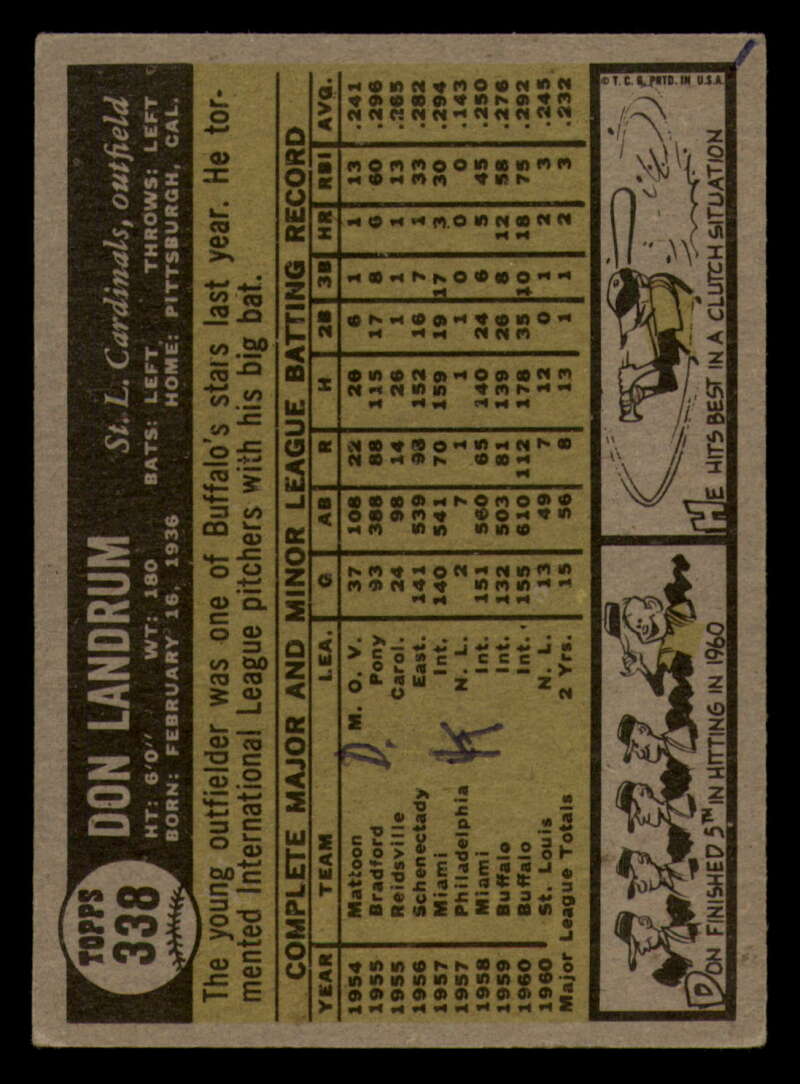 TOPPS
338
DON LANDRUM
St. L. Cardinals, outfield
HT: 6'0" WT: 180 BATS: LEFT THROWS: LEFT
BORN: FEBRUARY 16, 1936 HOME: PITTSBURGH, CAL.
The young outfielder was one of Buffalo's stars last year. He tor-
mented International League pitchers with his big bat.
COMPLETE MAJOR AND MINOR LEAGUE BATTING RECORD
YEAR TEAM LEA. G AB R H 2B 3B HR RBI AVG.
1954 Mattoon M. O. V. 37 108 22 26 6 1 1 13 .241
1955 Bradford Pony 93 388 88 115 17 8 6 60 .296
1955 Reidsville Carol. 24 98 14 26 1 1 1 13 .265
1956 Schenectady East. 141 539 98 152 16 7 1 33 .282
1957 Miami Int. 140 541 70 159 19 17 3 30 .294
1957 Philadelphia N. L. 2 7 1 1 1 0 0 0 .143
1958 Miami Int. 151 560 65 140 24 6 5 45 .250
1959 Buffalo Int. 132 503 81 139 26 8 12 58 .276
1960 Buffalo Int. 155 610 112 178 35 10 18 75 .292
1960 St. Louis N. L. 13 49 7 12 0 1 2 3 .245
Major League Totals 2 Yrs. 15 56 8 13 1 1 2 3 .232
D.
K
DON FINISHED 5TH IN HITTING IN 1960
© T. C. G. PRTD. IN U.S.A.
HE HITS BEST IN A CLUTCH SITUATION